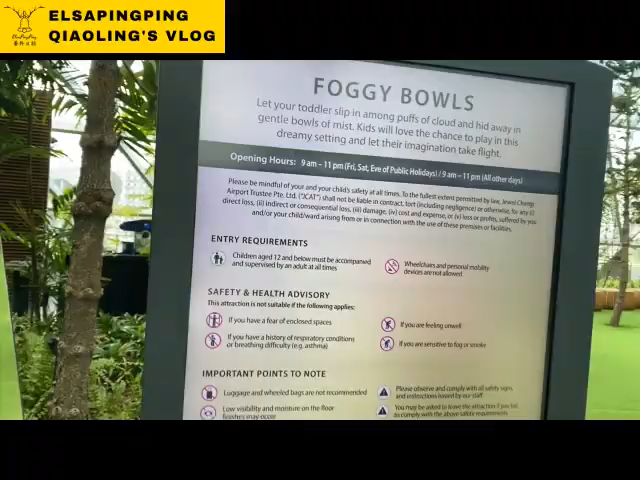 ELSAPINGPING
QIAOLING'S VLOG
FOGGY BOWLS
Let your toddler slip in among puffs of cloud and hid away in
gentle bowls of mist. Kids will love the chance to play in this
dreamy setting and let their imagination take flight.
Opening Hours: 9 am – 11 pm (Fri, Sat, Eve of Public Holidays) / 9 am – 11 pm (All other days)
Please be mindful of your and your child's safety at all times. To the fullest extent permitted by law, Jewel Changi
Airport Trustee Pte. Ltd. ("JCAT") shall not be liable in contract, tort (including negligence) or otherwise, for any (i)
direct loss, (ii) indirect or consequential loss, (iii) damage, (iv) cost and expense, or (v) loss or profits, suffered by you
and/or your child/ward arising from or in connection with the use of these premises or facilities.
ENTRY REQUIREMENTS
Children aged 12 and below must be accompanied
and supervised by an adult at all times
Wheelchairs and personal mobility
devices are not allowed
SAFETY & HEALTH ADVISORY
This attraction is not suitable if the following applies:
If you have a fear of enclosed spaces
If you are feeling unwell
If you have a history of respiratory conditions
or breathing difficulty (e.g. asthma)
If you are sensitive to fog or smoke
IMPORTANT POINTS TO NOTE
Luggage and wheeled bags are not recommended
Please observe and comply with all safety signs,
and instructions issued by our staff
Low visibility and moisture on the floor
finishes may occur
You may be asked to leave the attraction if you fail
to comply with the above safety requirements